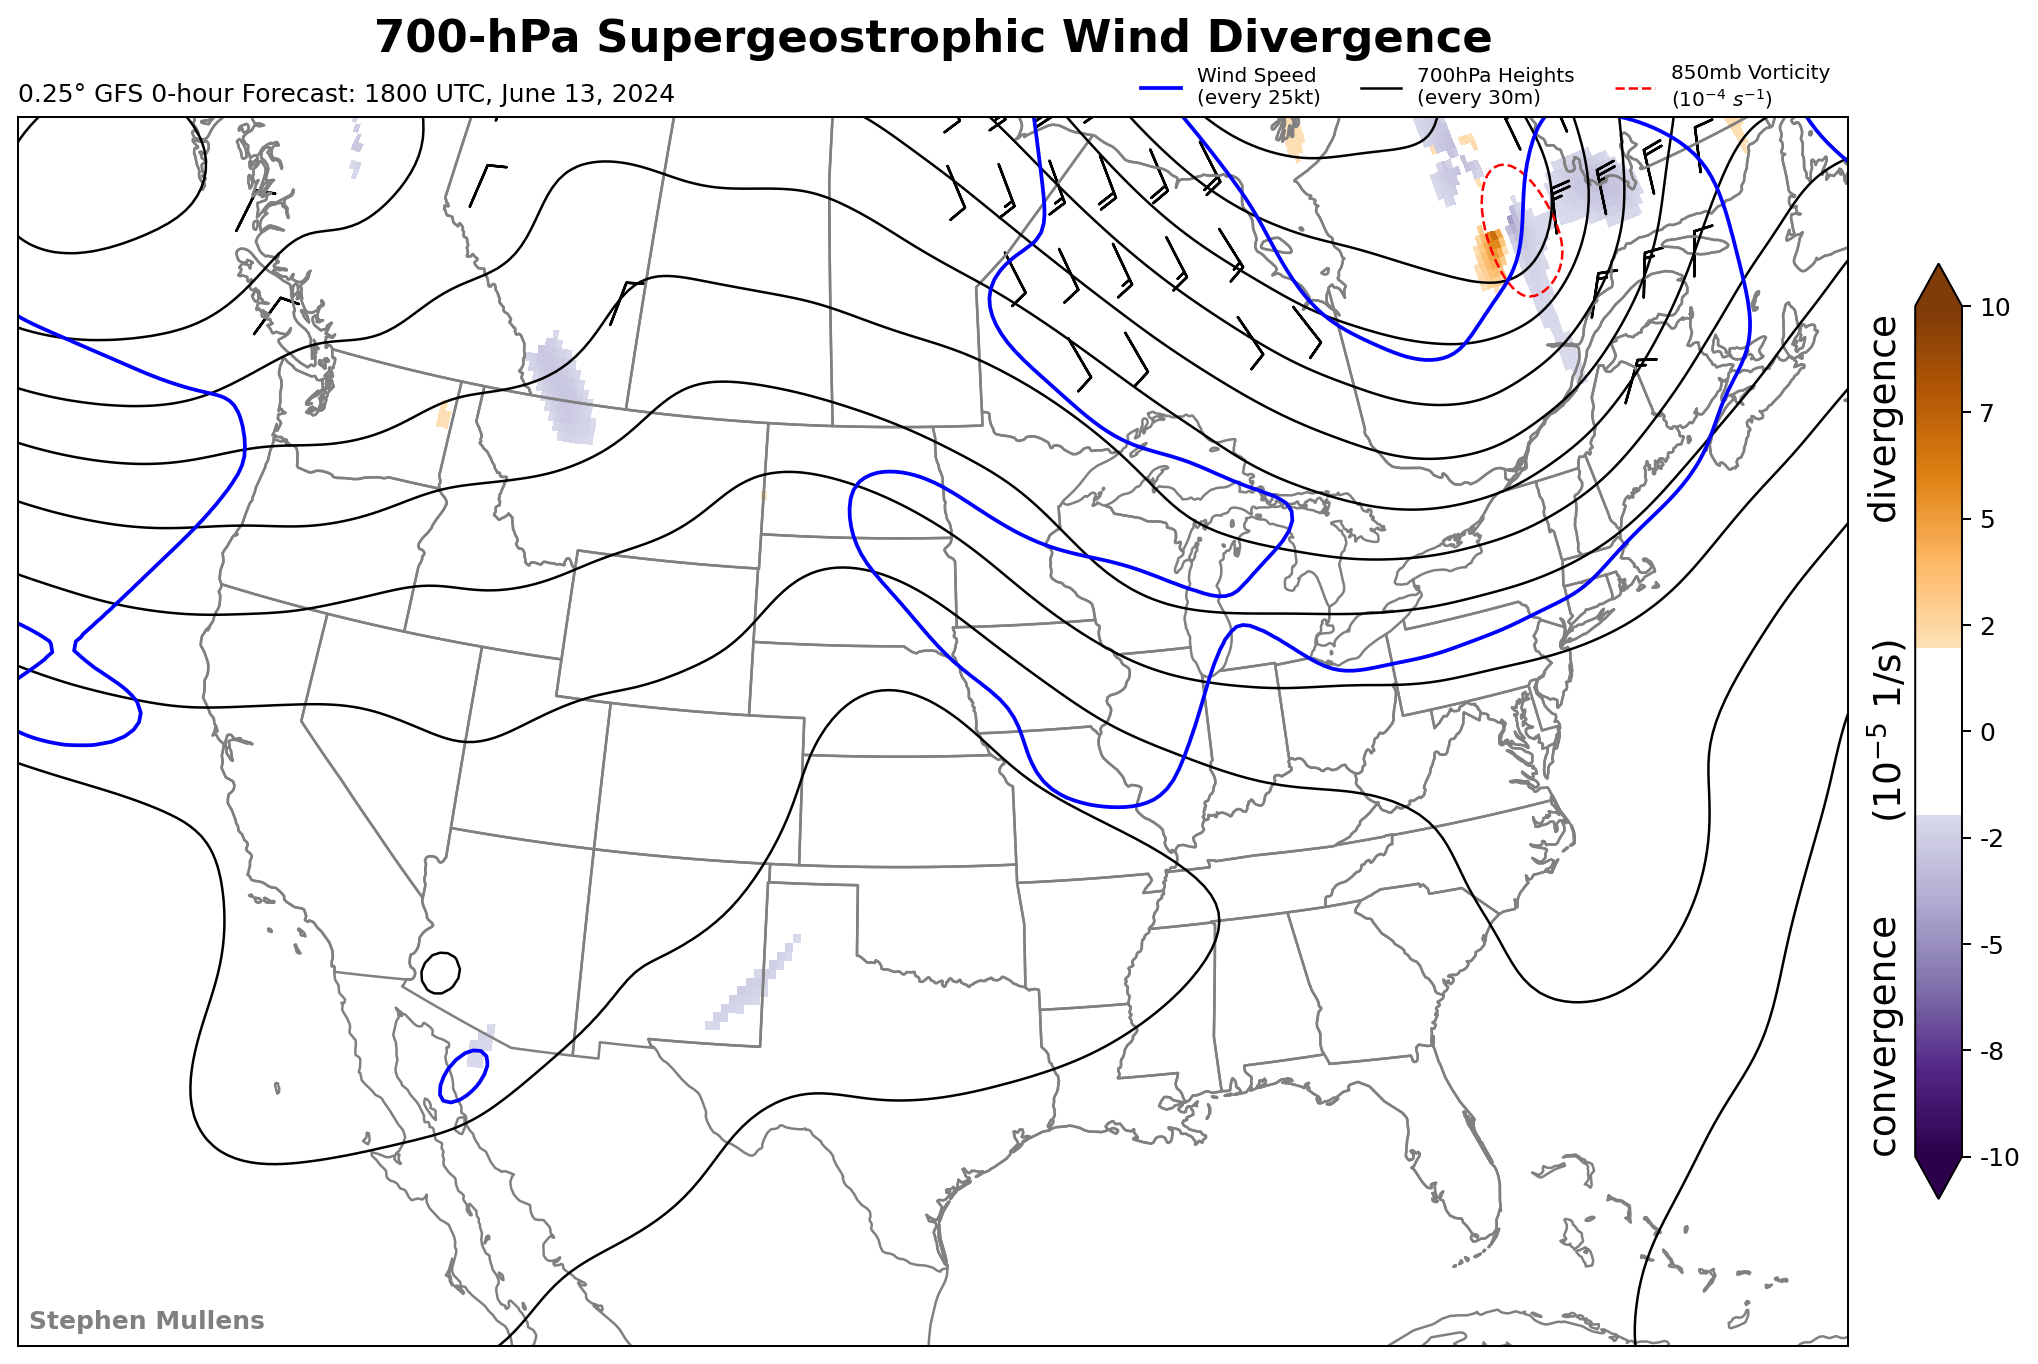 700-hPa Supergeostrophic Wind Divergence
0.25° GFS 0-hour Forecast: 1800 UTC, June 13, 2024
Wind Speed
(every 25kt)
700hPa Heights
(every 30m)
850mb Vorticity
(10⁻⁴ s⁻¹)
10
7
5
2
0
-2
-5
-8
-10
convergence (10⁻⁵ 1/s) divergence
Stephen Mullens